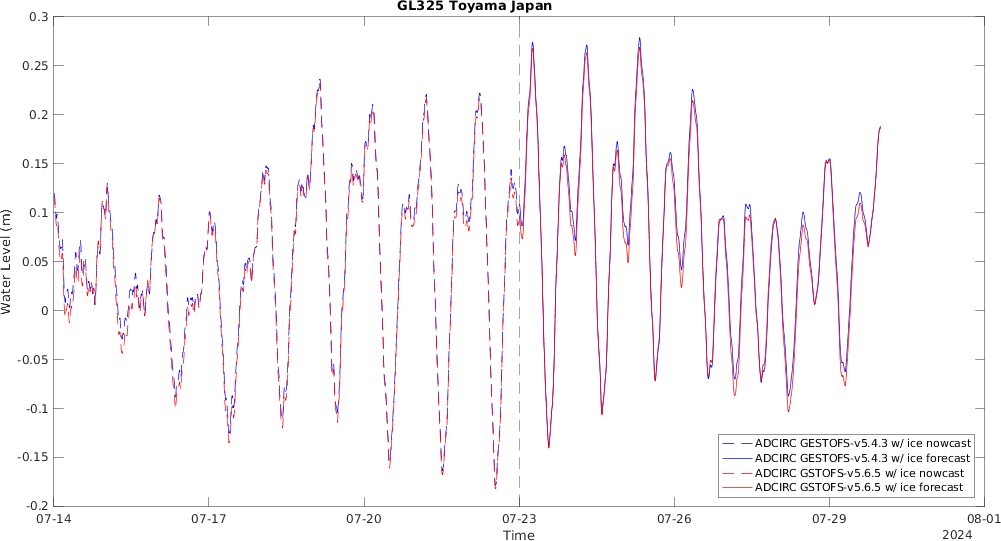 GL325 Toyama Japan
0.3
0.25
0.2
0.15
0.1
0.05
0
-0.05
-0.1
-0.15
-0.2
Water Level (m)
07-14
07-17
07-20
07-23
07-26
07-29
08-01
Time
2024
ADCIRC GESTOFS-v5.4.3 w/ ice nowcast
ADCIRC GESTOFS-v5.4.3 w/ ice forecast
ADCIRC GSTOFS-v5.6.5 w/ ice nowcast
ADCIRC GSTOFS-v5.6.5 w/ ice forecast